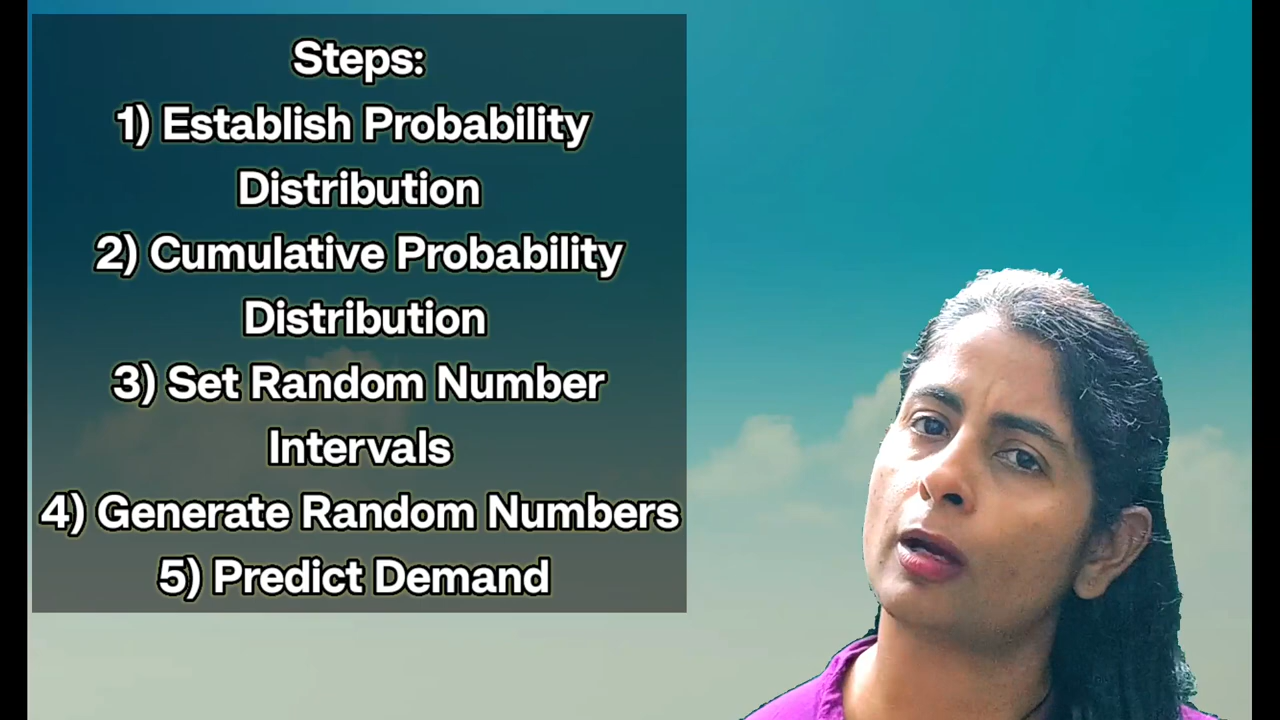 Steps:
1) Establish Probability
Distribution
2) Cumulative Probability
Distribution
3) Set Random Number
Intervals
4) Generate Random Numbers
5) Predict Demand